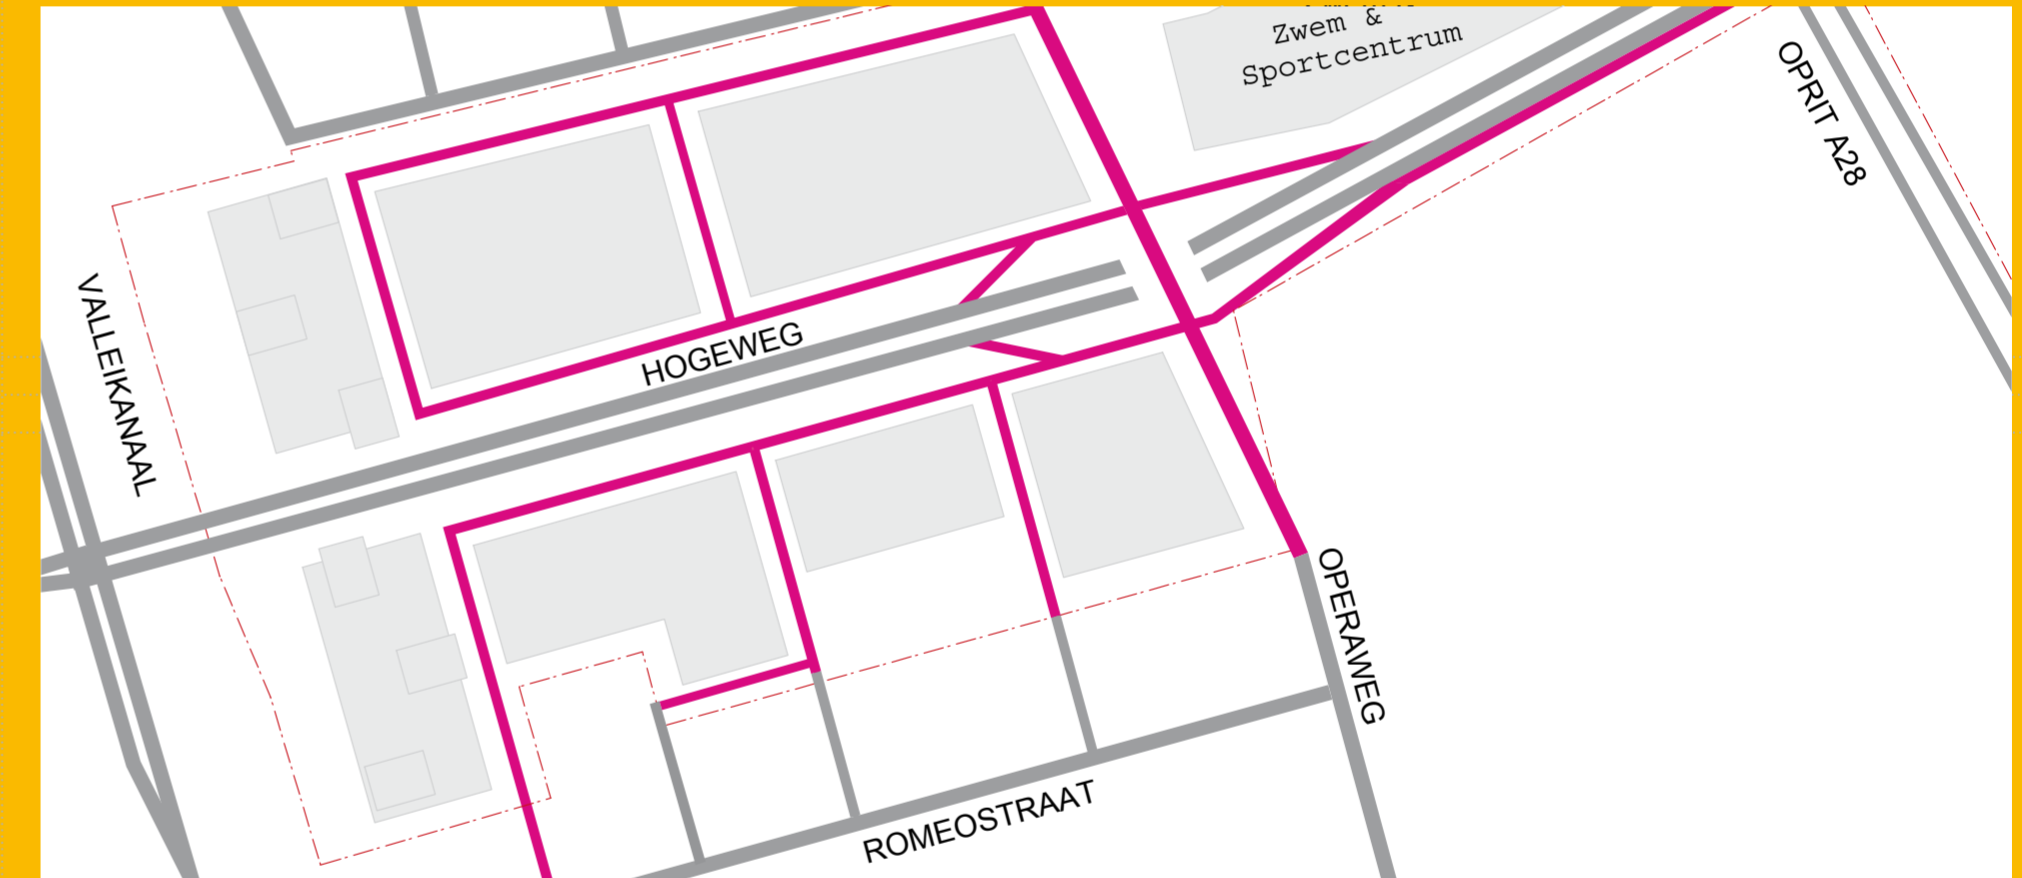 Zwem &
Sportcentrum
OPRIT A28
VALLEIKANAAL
HOGEWEG
OPERAWEG
ROMEOSTRAAT